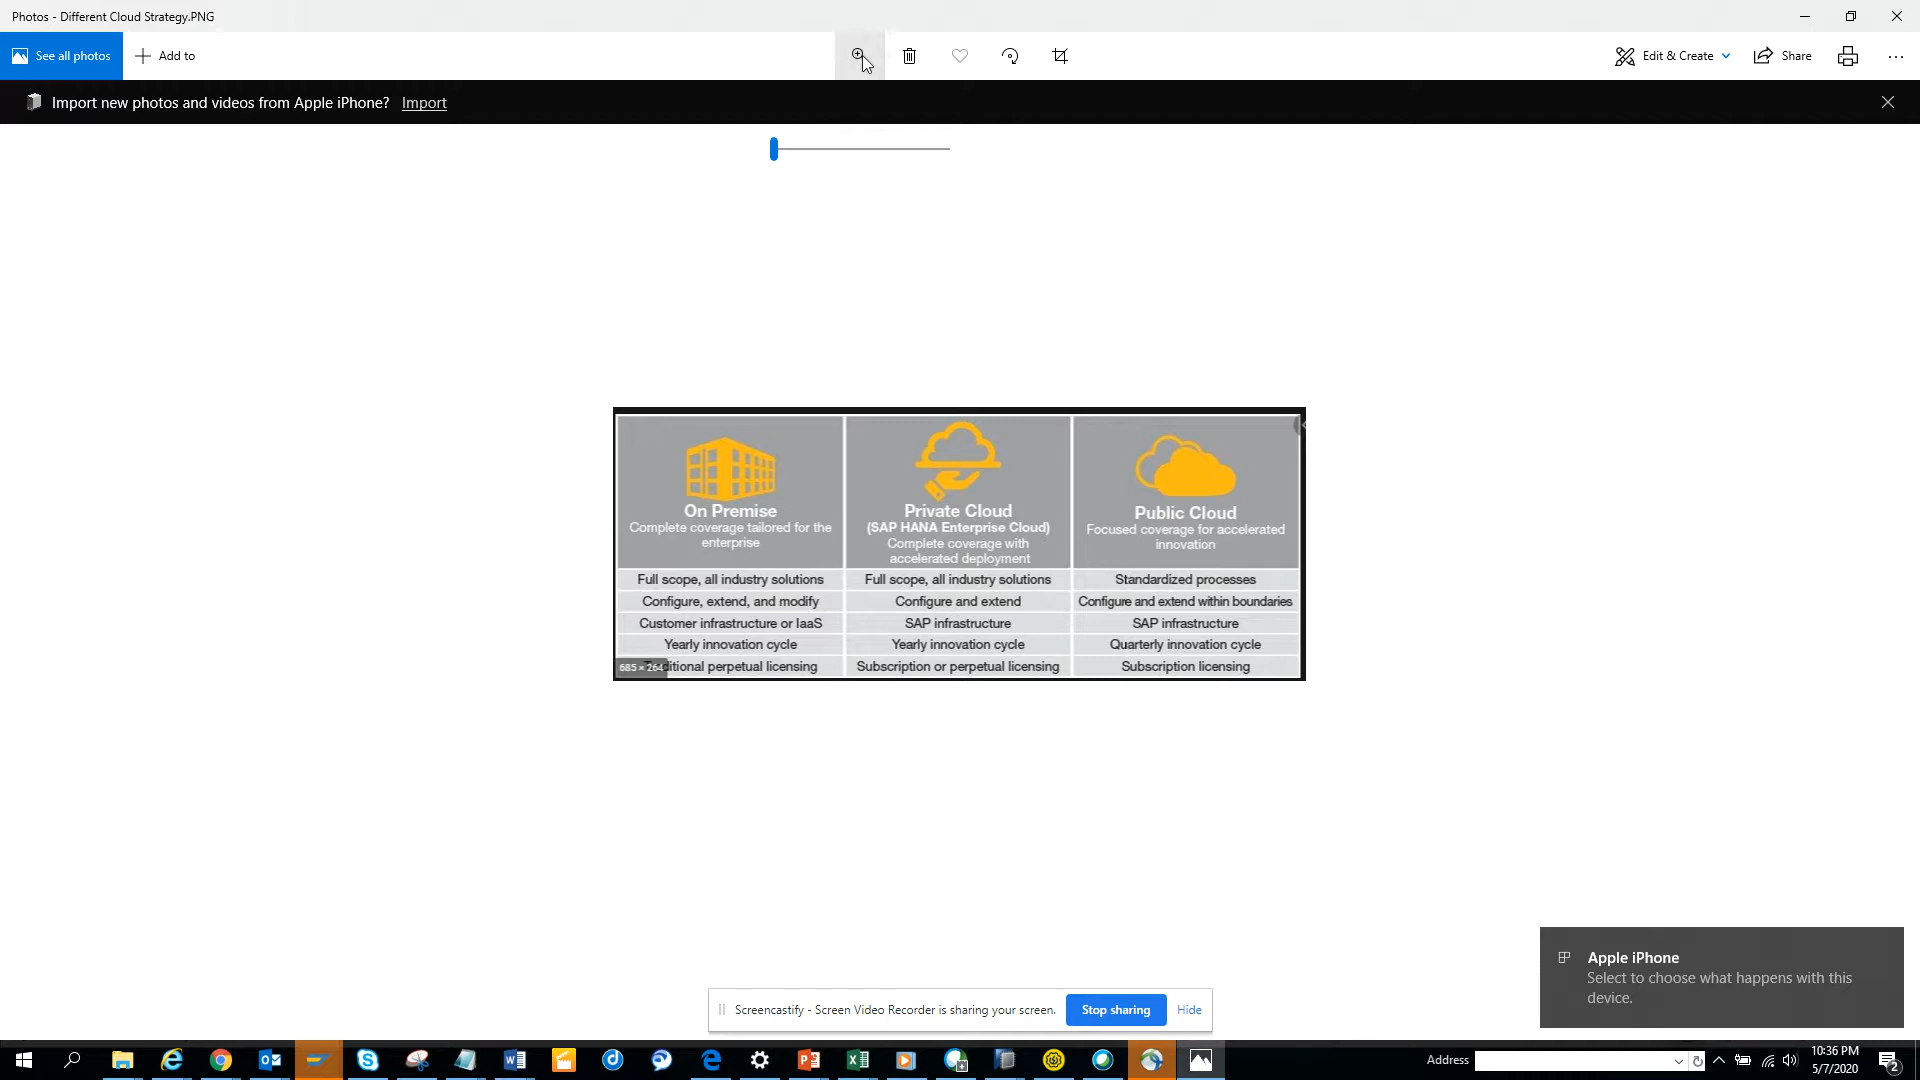 Photos - Different Cloud Strategy.PNG
See all photos
Add to
Edit & Create
Share
Import new photos and videos from Apple iPhone? Import
On Premise
Complete coverage tailored for the
enterprise
Full scope, all industry solutions
Configure, extend, and modify
Customer infrastructure or IaaS
Yearly innovation cycle
685 × 264
perpetual licensing
Private Cloud
(SAP HANA Enterprise Cloud)
Complete coverage with
accelerated deployment
Full scope, all industry solutions
Configure and extend
SAP infrastructure
Yearly innovation cycle
Subscription or perpetual licensing
Public Cloud
Focused coverage for accelerated
innovation
Standardized processes
Configure and extend within boundaries
SAP infrastructure
Quarterly innovation cycle
Subscription licensing
Apple iPhone
Select to choose what happens with this
device.
Screencastify - Screen Video Recorder is sharing your screen.
Stop sharing
Hide
Address
10:36 PM
5/7/2020
2